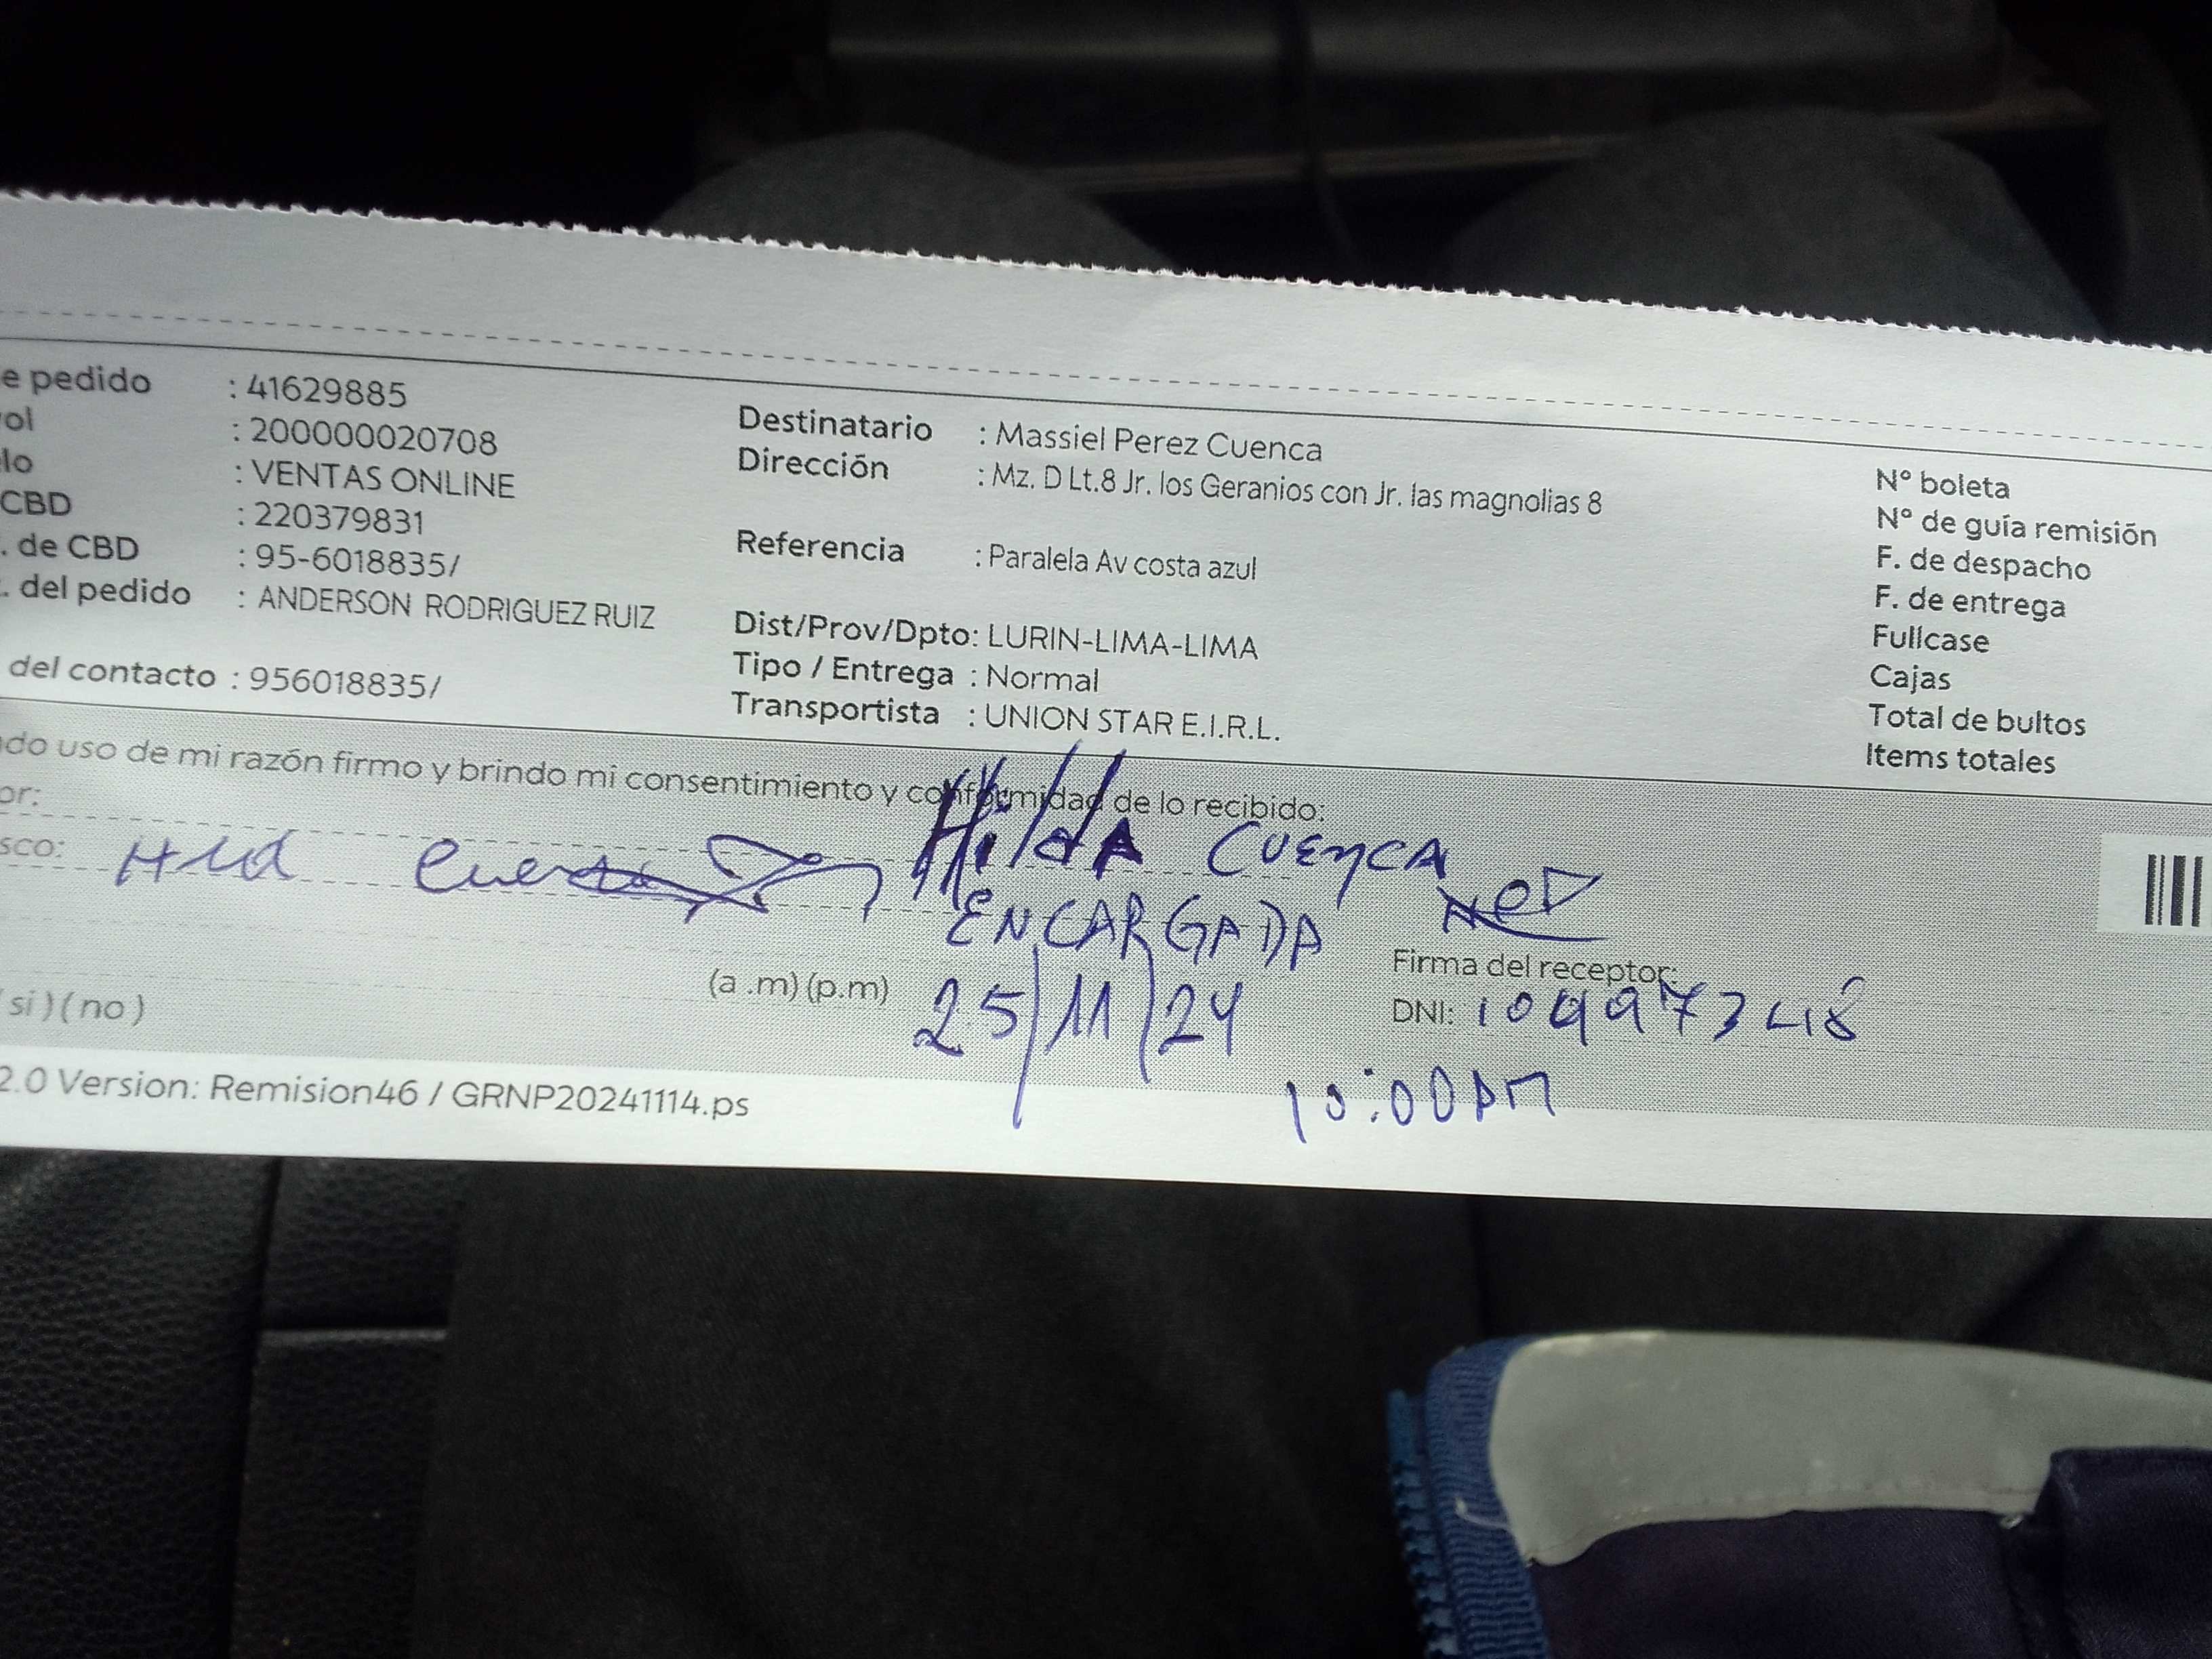 e pedido : 41629885
ol : 200000020708
lo : VENTAS ONLINE
CBD : 220379831
. de CBD : 95-6018835/
. del pedido : ANDERSON RODRIGUEZ RUIZ
del contacto : 956018835/
Destinatario : Massiel Perez Cuenca
Dirección : Mz. D Lt.8 Jr. los Geranios con Jr. las magnolias 8
Referencia : Paralela Av costa azul
Dist/Prov/Dpto: LURIN-LIMA-LIMA
Tipo / Entrega : Normal
Transportista : UNION STAR E.I.R.L.
N° boleta
N° de guía remisión
F. de despacho
F. de entrega
Fullcase
Cajas
Total de bultos
Items totales
do uso de mi razón firmo y brindo mi consentimiento y conformidad de lo recibido:
or:
sco: Hilda CUENCA
ENCARGADA
Firma del receptor:
si ) ( no ) (a .m) (p.m) 25/11/24 DNI:
10:00AM
2.0 Version: Remision46 / GRNP20241114.ps